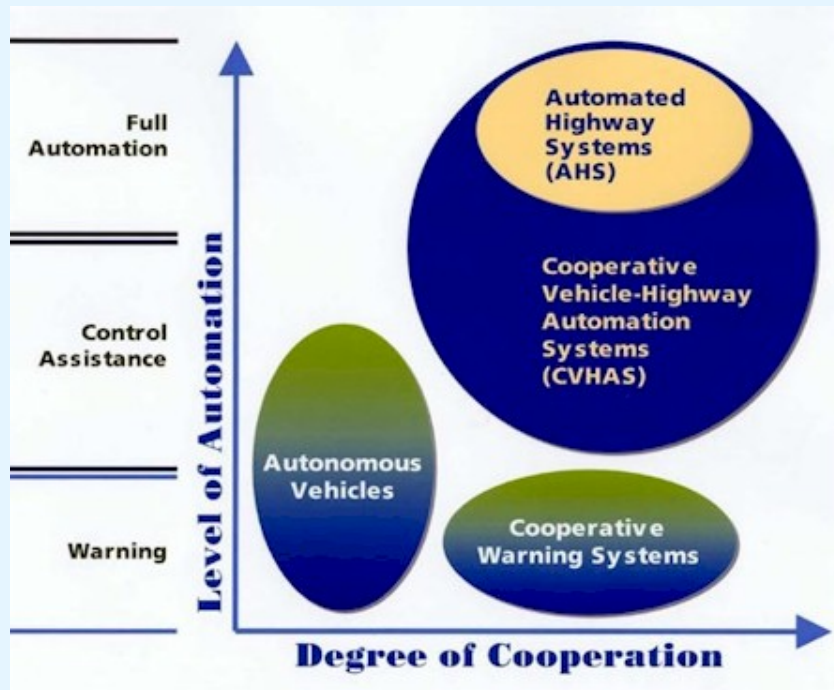 Full
Automation
Control
Assistance
Warning
Level of Automation
Automated
Highway
Systems
(AHS)
Cooperative
Vehicle-Highway
Automation
Systems
(CVHAS)
Autonomous
Vehicles
Cooperative
Warning Systems
Degree of Cooperation